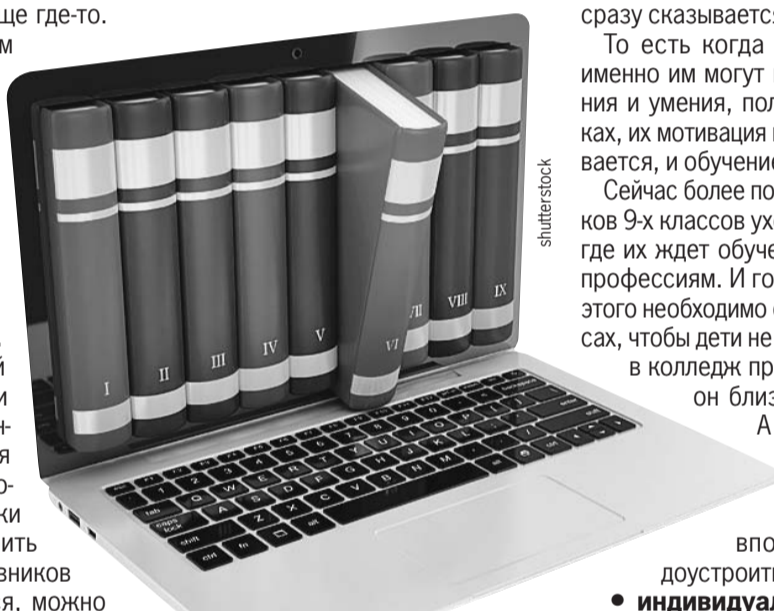 ще где-то.
м
й
и
н-
я
о-
ки
ить
вников
ся, можно
I
II
III
IV
V
VI
VII
VIII
IX
shutterstock
сразу сказывается
То есть когда
именно им могут
ния и умения, пол
ках, их мотивация
вается, и обучение
Сейчас более по
ков 9-х классов ух
где их ждет обуче
профессиям. И го
этого необходимо
сах, чтобы дети не
в колледж пр
он близ
А
впо
доустроит
• индивидуал